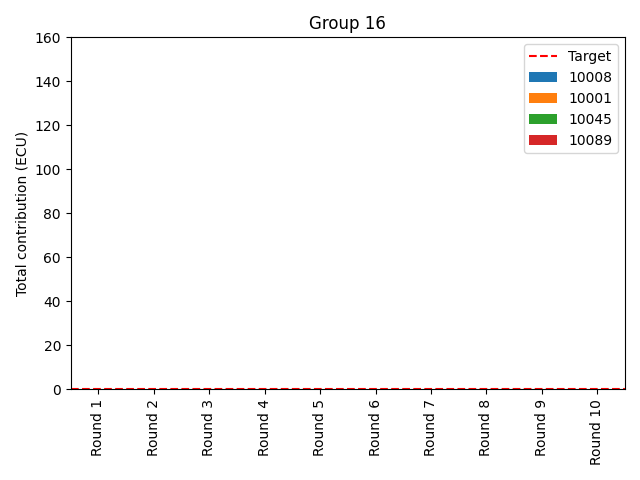 Group 16
Total contribution (ECU)
160
140
120
100
80
60
40
20
0
Target
10008
10001
10045
10089
Round 1
Round 2
Round 3
Round 4
Round 5
Round 6
Round 7
Round 8
Round 9
Round 10